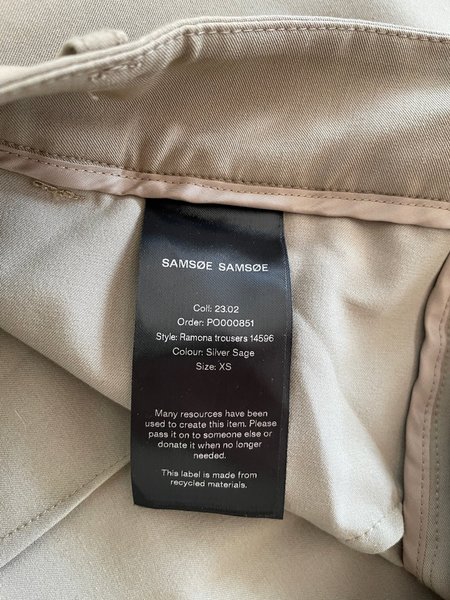 SAMSØE SAMSØE
Coll: 23.02
Order: PO000851
Style: Ramona trousers 14596
Colour: Silver Sage
Size: XS
Many resources have been
used to create this item. Please
pass it on to someone else or
donate it when no longer
needed.
This label is made from
recycled materials.